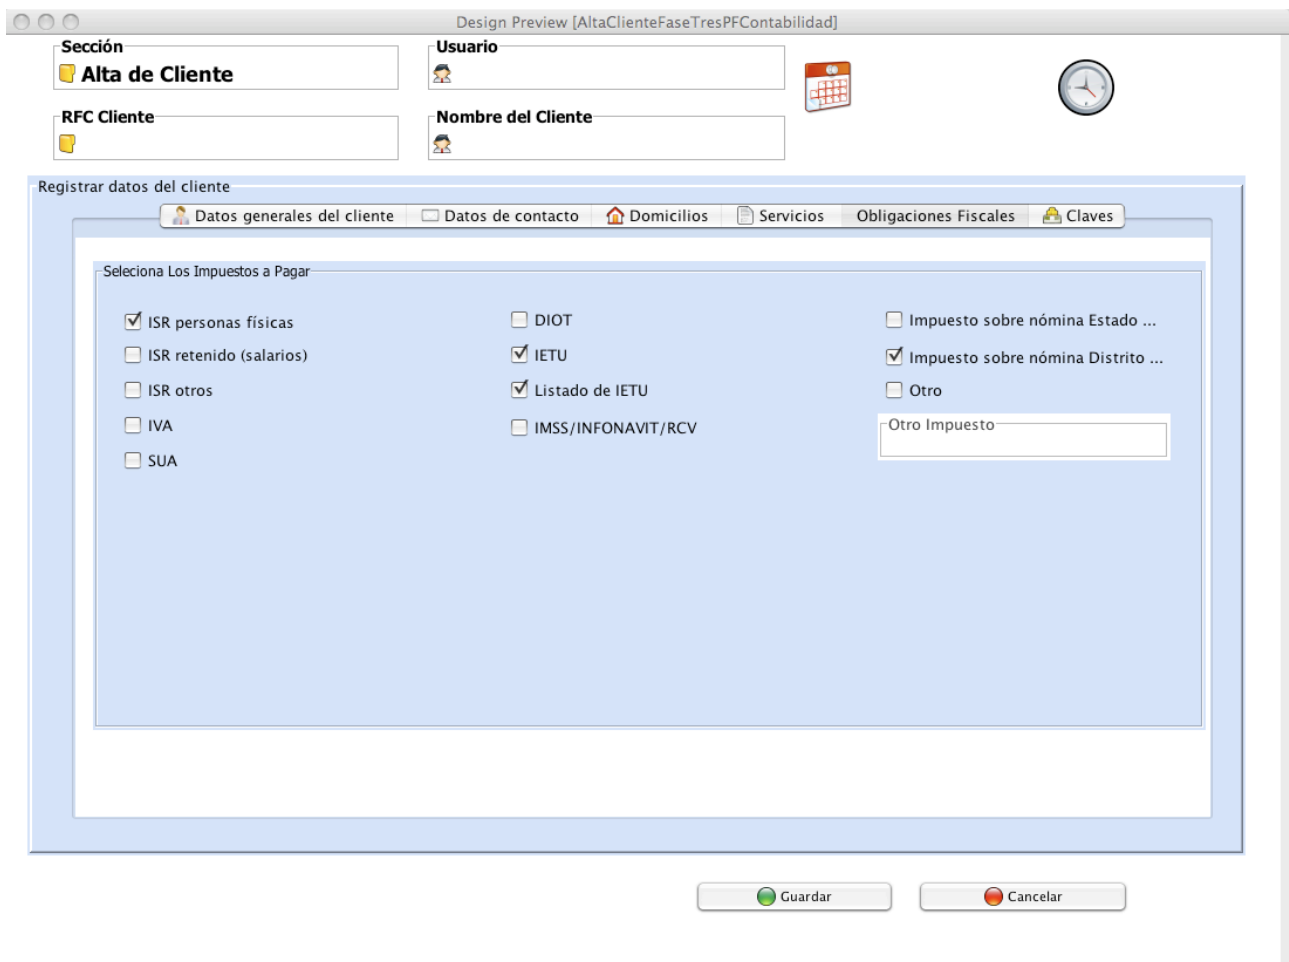 Design Preview [AltaClienteFaseTresPFContabilidad]
Sección
Alta de Cliente
Usuario
RFC Cliente
Nombre del Cliente
Registrar datos del cliente
Datos generales del cliente Datos de contacto Domicilios Servicios Obligaciones Fiscales Claves
Seleciona Los Impuestos a Pagar
ISR personas físicas DIOT Impuesto sobre nómina Estado ...
ISR retenido (salarios) IETU Impuesto sobre nómina Distrito ...
ISR otros Listado de IETU Otro
IVA IMSS/INFONAVIT/RCV Otro Impuesto
SUA
Guardar Cancelar